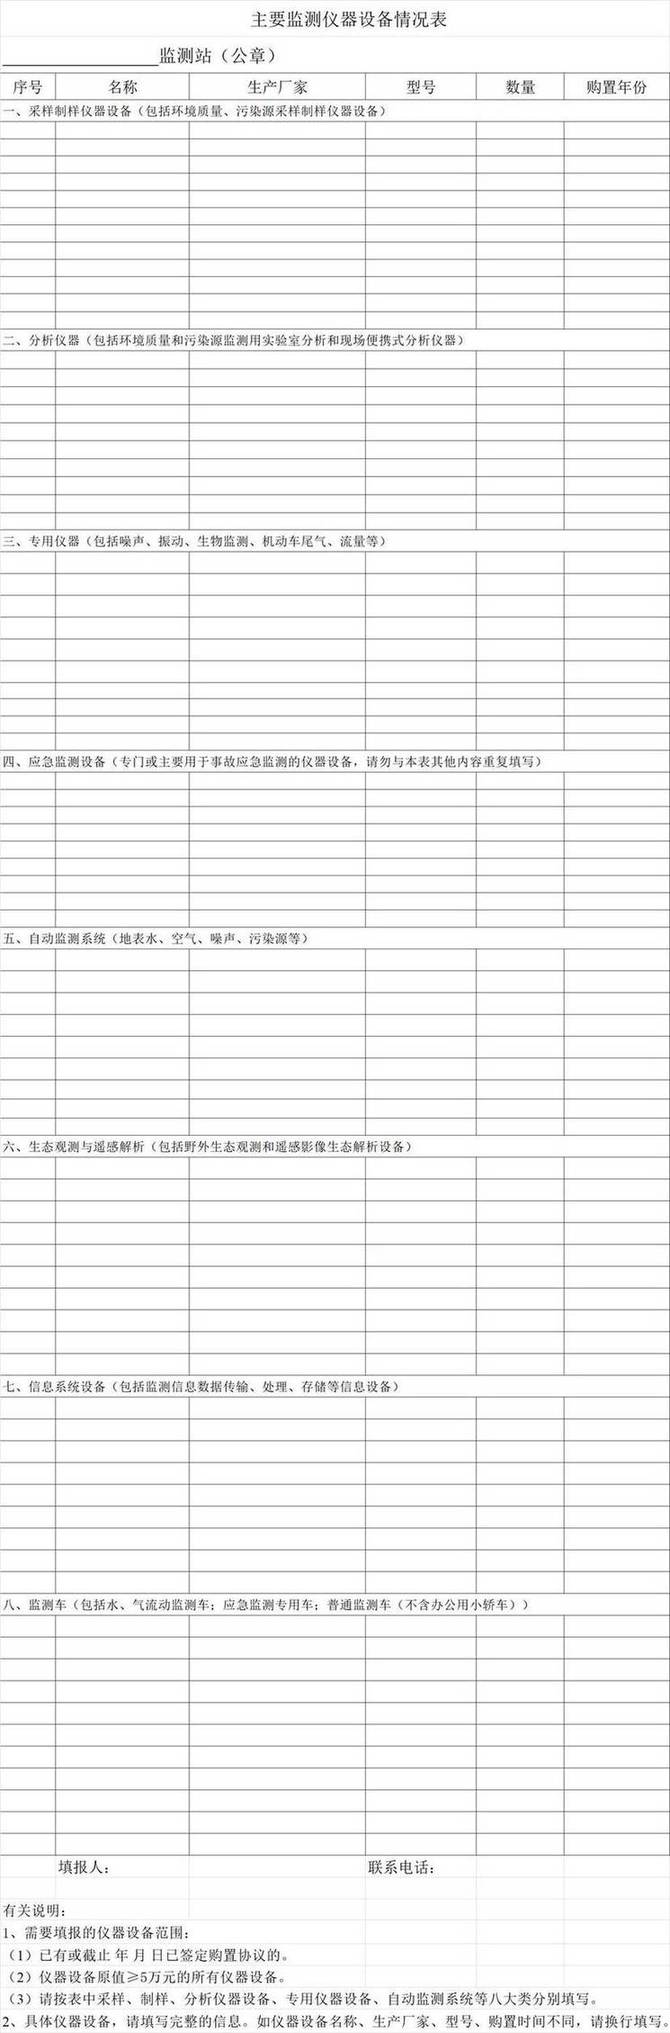 主要监测仪器设备情况表
监测站（公章）
序号 名称 生产厂家 型号 数量 购置年份
一、采样制样仪器设备（包括环境质量、污染源采样制样仪器设备）
二、分析仪器（包括环境质量和污染源监测用实验室分析和现场便携式分析仪器）
三、专用仪器（包括噪声、振动、生物监测、机动车尾气、流量等）
四、应急监测设备（专门或主要用于事故应急监测的仪器设备，请勿与本表其他内容重复填写）
五、自动监测系统（地表水、空气、噪声、污染源等）
六、生态观测与遥感解析（包括野外生态观测和遥感影像生态解析设备）
七、信息系统设备（包括监测信息数据传输、处理、存储等信息设备）
八、监测车（包括水、气流动监测车；应急监测专用车；普通监测车（不含办公用小轿车））
填报人： 联系电话：
有关说明：
1、需要填报的仪器设备范围：
（1）已有或截止 年 月 日已签定购置协议的。
（2）仪器设备原值≥5万元的所有仪器设备。
（3）请按表中采样、制样、分析仪器设备、专用仪器设备、自动监测系统等八大类分别填写。
2、具体仪器设备，请填写完整的信息。如仪器设备名称、生产厂家、型号、购置时间不同，请换行填写。